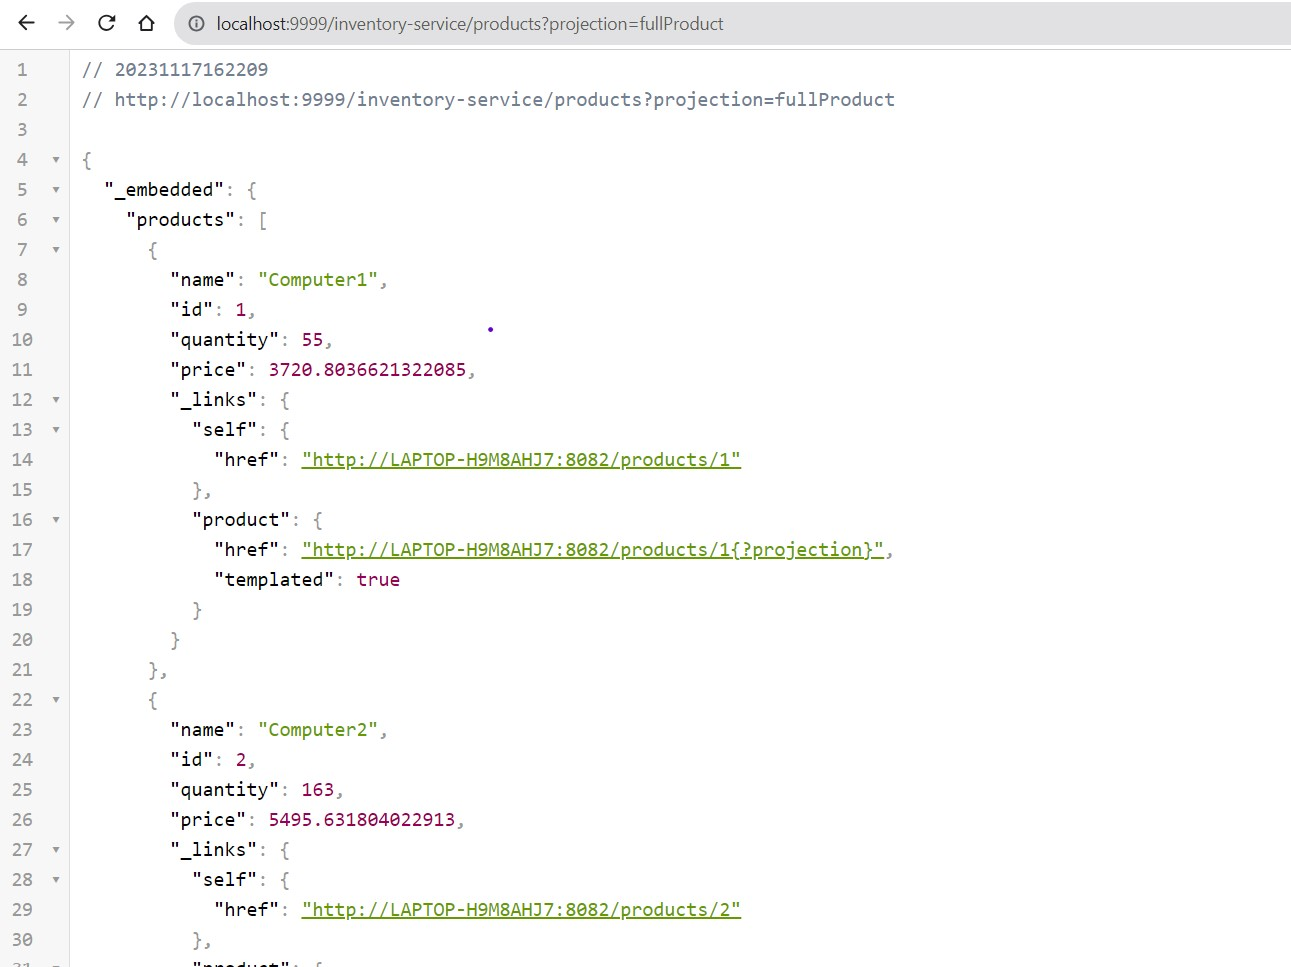 localhost:9999/inventory-service/products?projection=fullProduct
1 // 20231117162209
2 // http://localhost:9999/inventory-service/products?projection=fullProduct
3
4 {
5 "_embedded": {
6 "products": [
7 {
8 "name": "Computer1",
9 "id": 1,
10 "quantity": 55,
11 "price": 3720.8036621322085,
12 "_links": {
13 "self": {
14 "href": "http://LAPTOP-H9M8AHJ7:8082/products/1"
15 },
16 "product": {
17 "href": "http://LAPTOP-H9M8AHJ7:8082/products/1{?projection}",
18 "templated": true
19 }
20 }
21 },
22 {
23 "name": "Computer2",
24 "id": 2,
25 "quantity": 163,
26 "price": 5495.631804022913,
27 "_links": {
28 "self": {
29 "href": "http://LAPTOP-H9M8AHJ7:8082/products/2"
30 },
31 "product": {